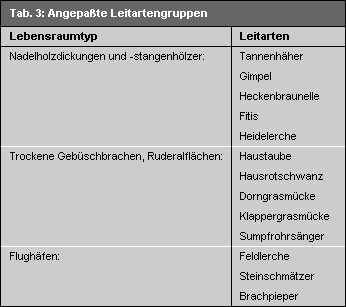 Tab. 3: Angepaßte Leitartengruppen
Lebensraumtyp Leitarten
Nadelholzdickungen und -stangenhölzer: Tannenhäher
Gimpel
Heckenbraunelle
Fitis
Heidelerche
Trockene Gebüschbrachen, Ruderalflächen: Haustaube
Hausrotschwanz
Dorngrasmücke
Klappergrasmücke
Sumpfrohrsänger
Flughäfen: Feldlerche
Steinschmätzer
Brachpieper